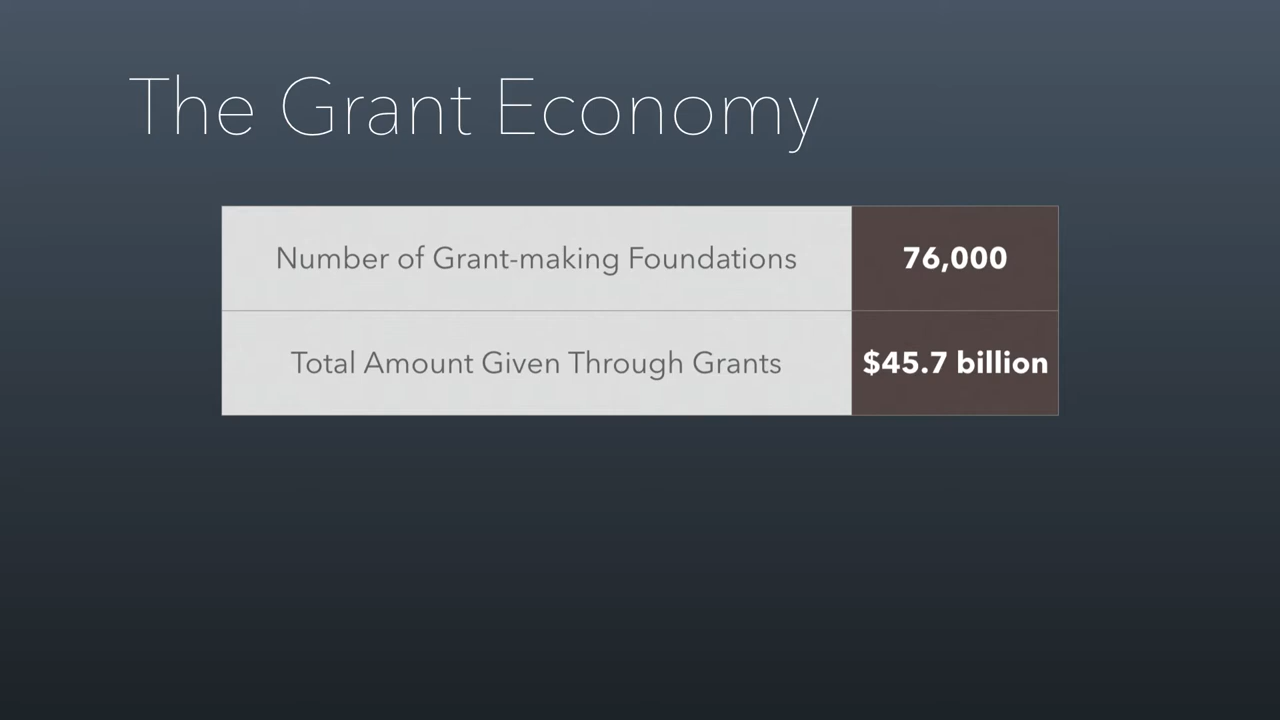 The Grant Economy
Number of Grant-making Foundations 76,000
Total Amount Given Through Grants $45.7 billion